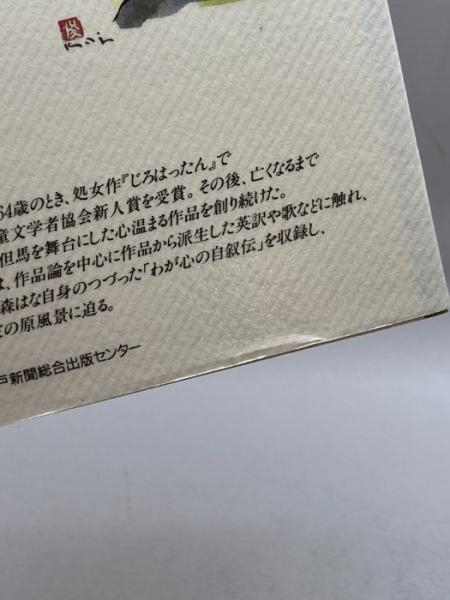 64歳のとき、処女作『じろはったん』で
童文学者協会新人賞を受賞。その後、亡くなるまで
但馬を舞台にした心温まる作品を創り続けた。
は、作品論を中心に作品から派生した英訳や歌などに触れ、
森はな自身のつづった「わが心の自叙伝」を収録し、
の原風景に迫る。
戸新聞総合出版センター